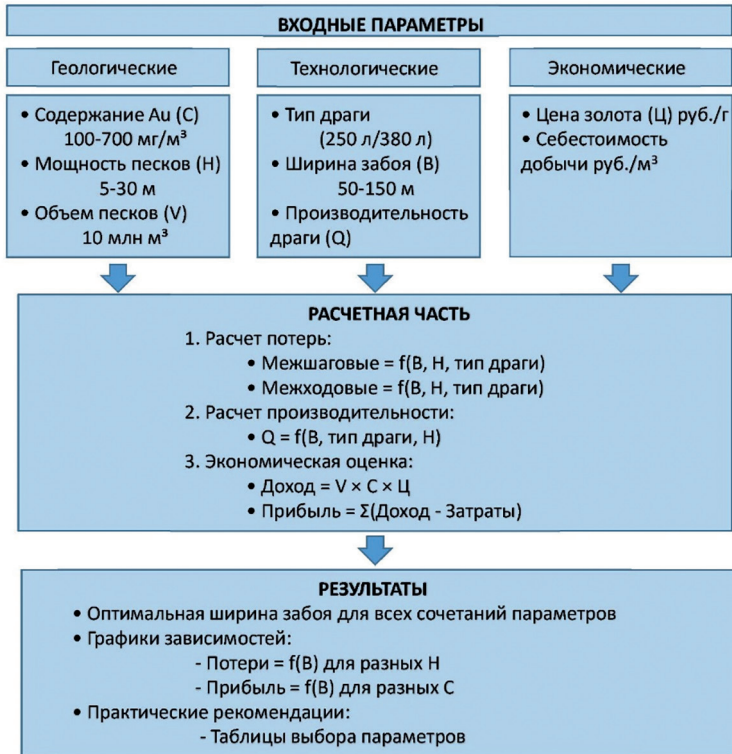 ВХОДНЫЕ ПАРАМЕТРЫ
Геологические
• Содержание Au (С)
100-700 мг/м³
• Мощность песков (Н)
5-30 м
• Объем песков (V)
10 млн м³
Технологические
• Тип драги
(250 л/380 л)
• Ширина забоя (В)
50-150 м
• Производительность
драги (Q)
Экономические
• Цена золота (Ц) руб./г
• Себестоимость
добычи руб./м³
РАСЧЕТНАЯ ЧАСТЬ
1. Расчет потерь:
• Межшаговые = f(В, Н, тип драги)
• Межходовые = f(В, Н, тип драги)
2. Расчет производительности:
• Q = f(В, тип драги, Н)
3. Экономическая оценка:
• Доход = V × С × Ц
• Прибыль = Σ(Доход - Затраты)
РЕЗУЛЬТАТЫ
• Оптимальная ширина забоя для всех сочетаний параметров
• Графики зависимостей:
- Потери = f(В) для разных Н
- Прибыль = f(В) для разных С
• Практические рекомендации:
- Таблицы выбора параметров